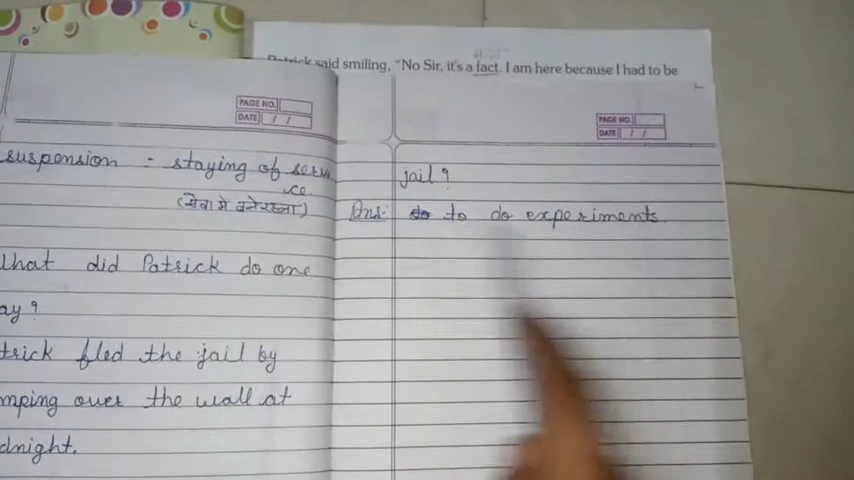 said smiling, "No Sir, it's a fact. I am here because I had to be
PAGE NO.
DATE / /
suspension = staying of serv
ice
(सेवा मे बनेरखना)
What did Patrick do one
ay?
trick fled the jail by
mping over the wall at
dnight.
PAGE NO.
DATE / /
jail?
Ans:- to do experiments.